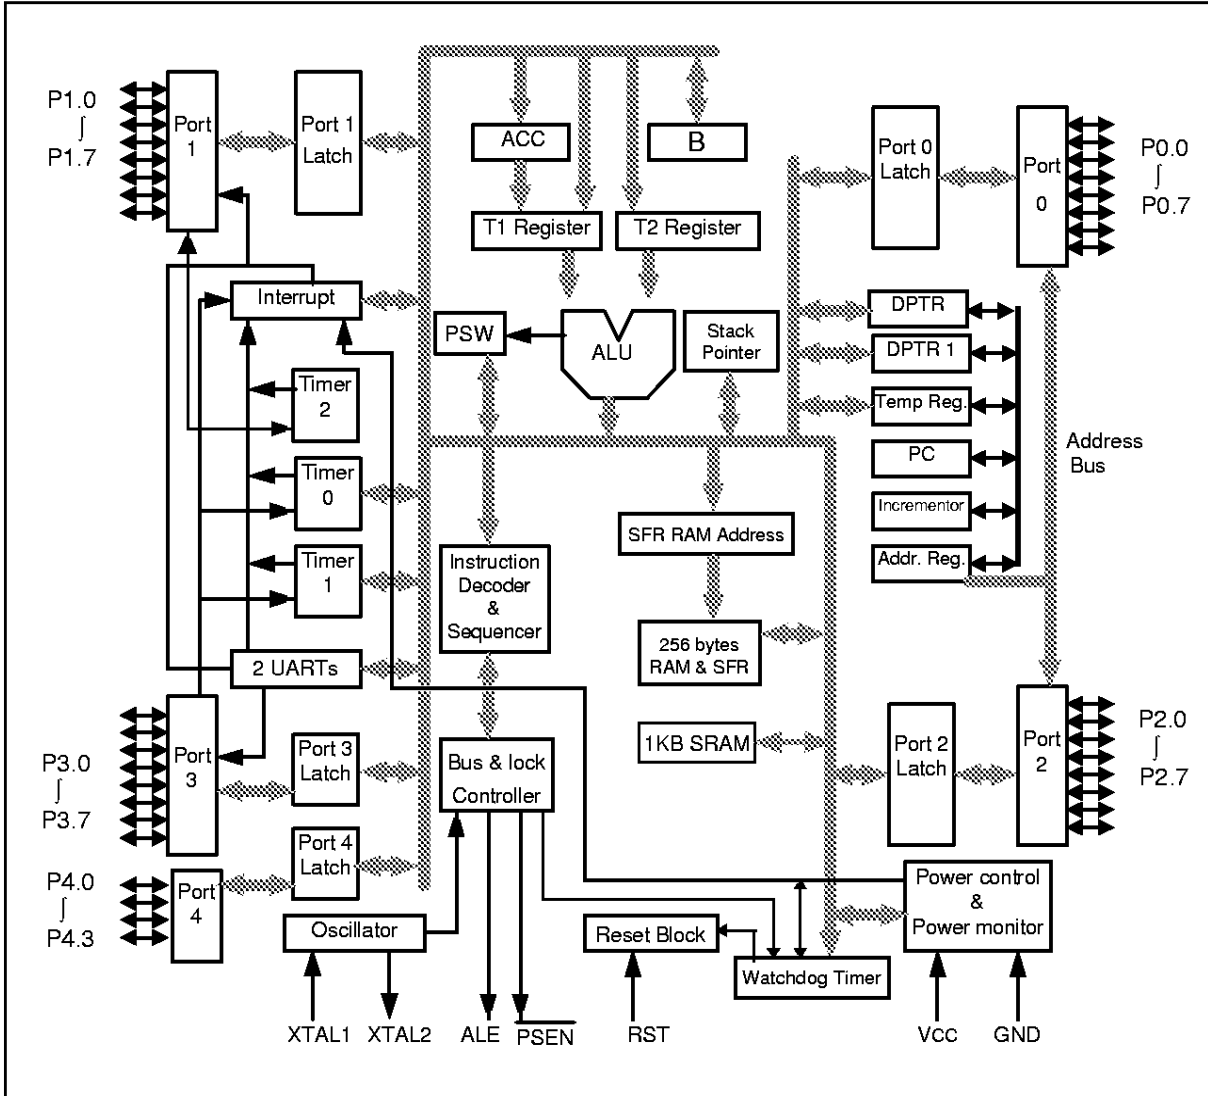 P1.0
∫
P1.7
Port
1
Port 1
Latch
ACC
B
T1 Register
T2 Register
Port 0
Latch
Port
0
P0.0
∫
P0.7
Interrupt
PSW
ALU
Stack
Pointer
DPTR
DPTR 1
Temp Reg.
PC
Incrementor
Addr. Reg.
Address
Bus
Timer
2
Timer
0
Timer
1
SFR RAM Address
Instruction
Decoder
&
Sequencer
256 bytes
RAM & SFR
2 UARTs
1KB SRAM
P3.0
∫
P3.7
Port
3
Port 3
Latch
Bus & lock
Controller
Port 2
Latch
Port
2
P2.0
∫
P2.7
P4.0
∫
P4.3
Port
4
Port 4
Latch
Oscillator
Reset Block
Watchdog Timer
Power control
&
Power monitor
XTAL1
XTAL2
ALE
PSEN
RST
Vcc
GND